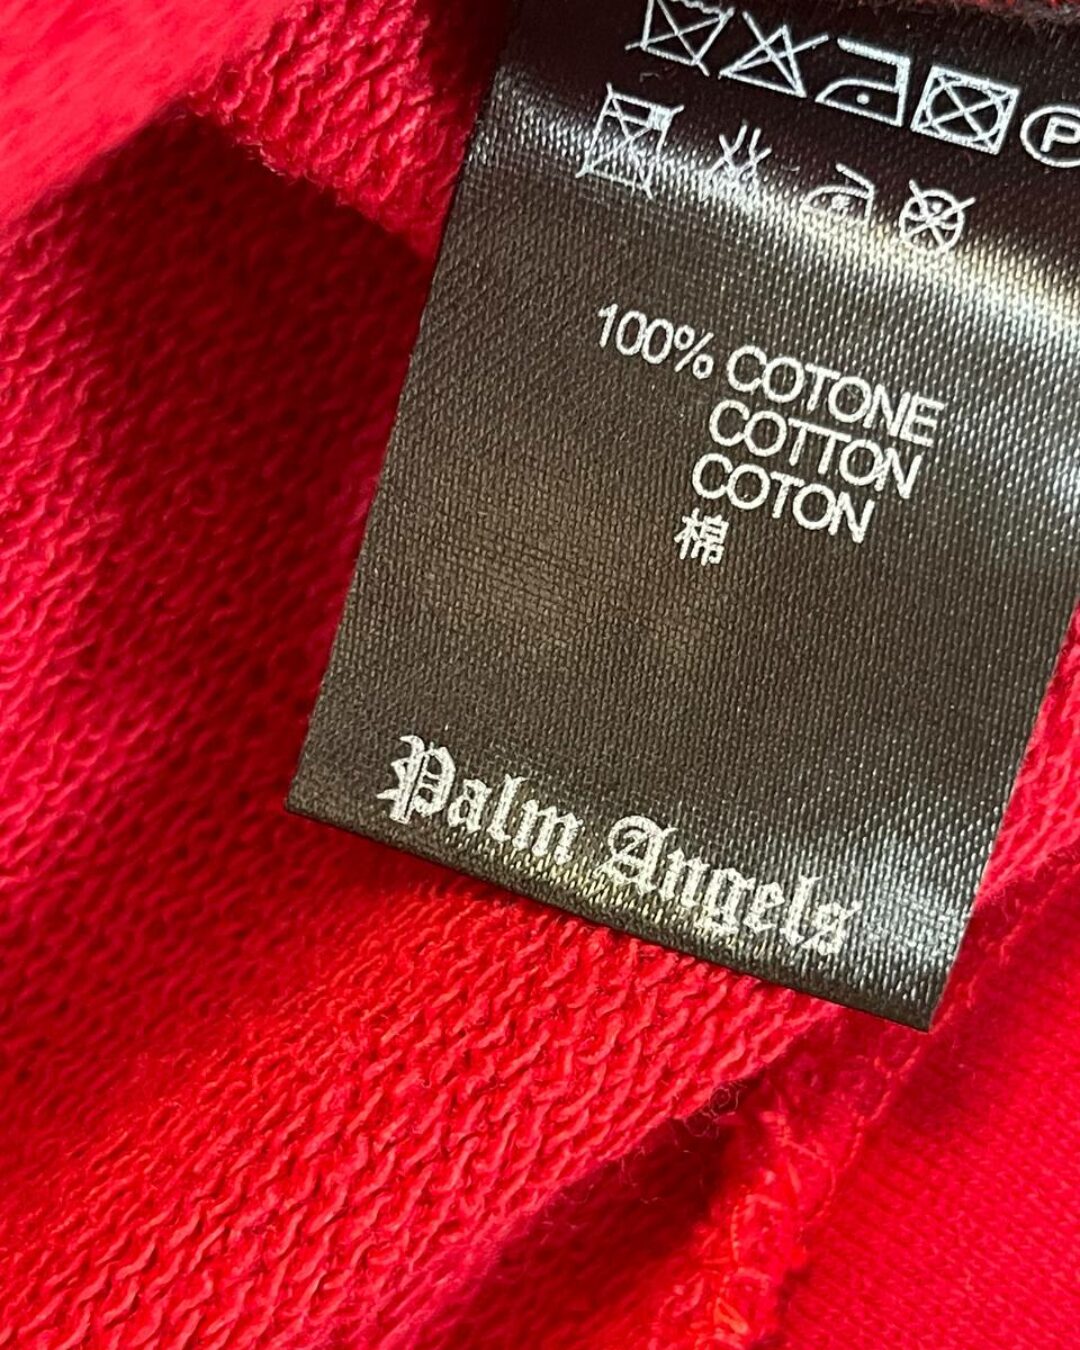 P
100% COTONE
COTTON
COTON
棉
Palm Angels